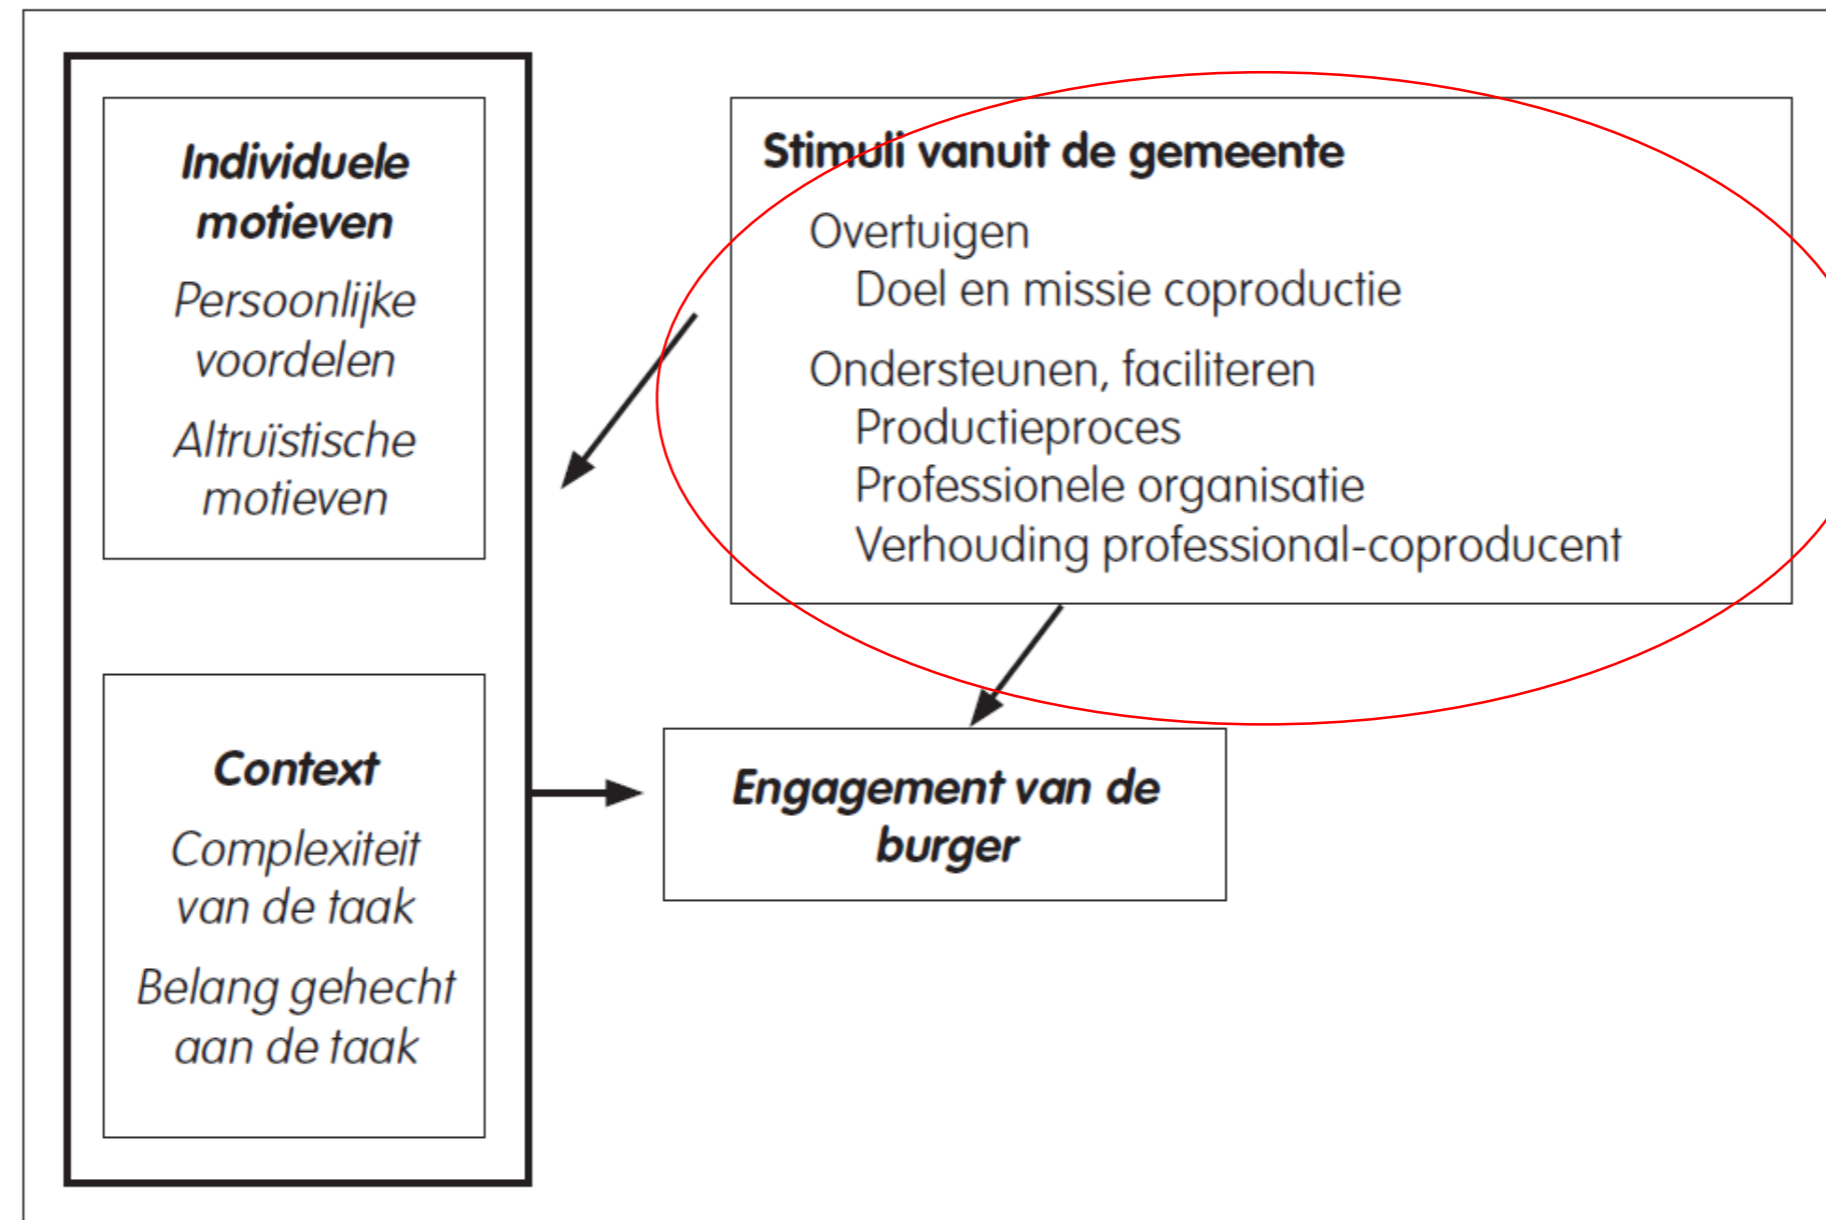 Individuele
motieven
Persoonlijke
voordelen
Altruïstische
motieven
Context
Complexiteit
van de taak
Belang gehecht
aan de taak
Stimuli vanuit de gemeente
Overtuigen
Doel en missie coproductie
Ondersteunen, faciliteren
Productieproces
Professionele organisatie
Verhouding professional-coproducent
Engagement van de
burger